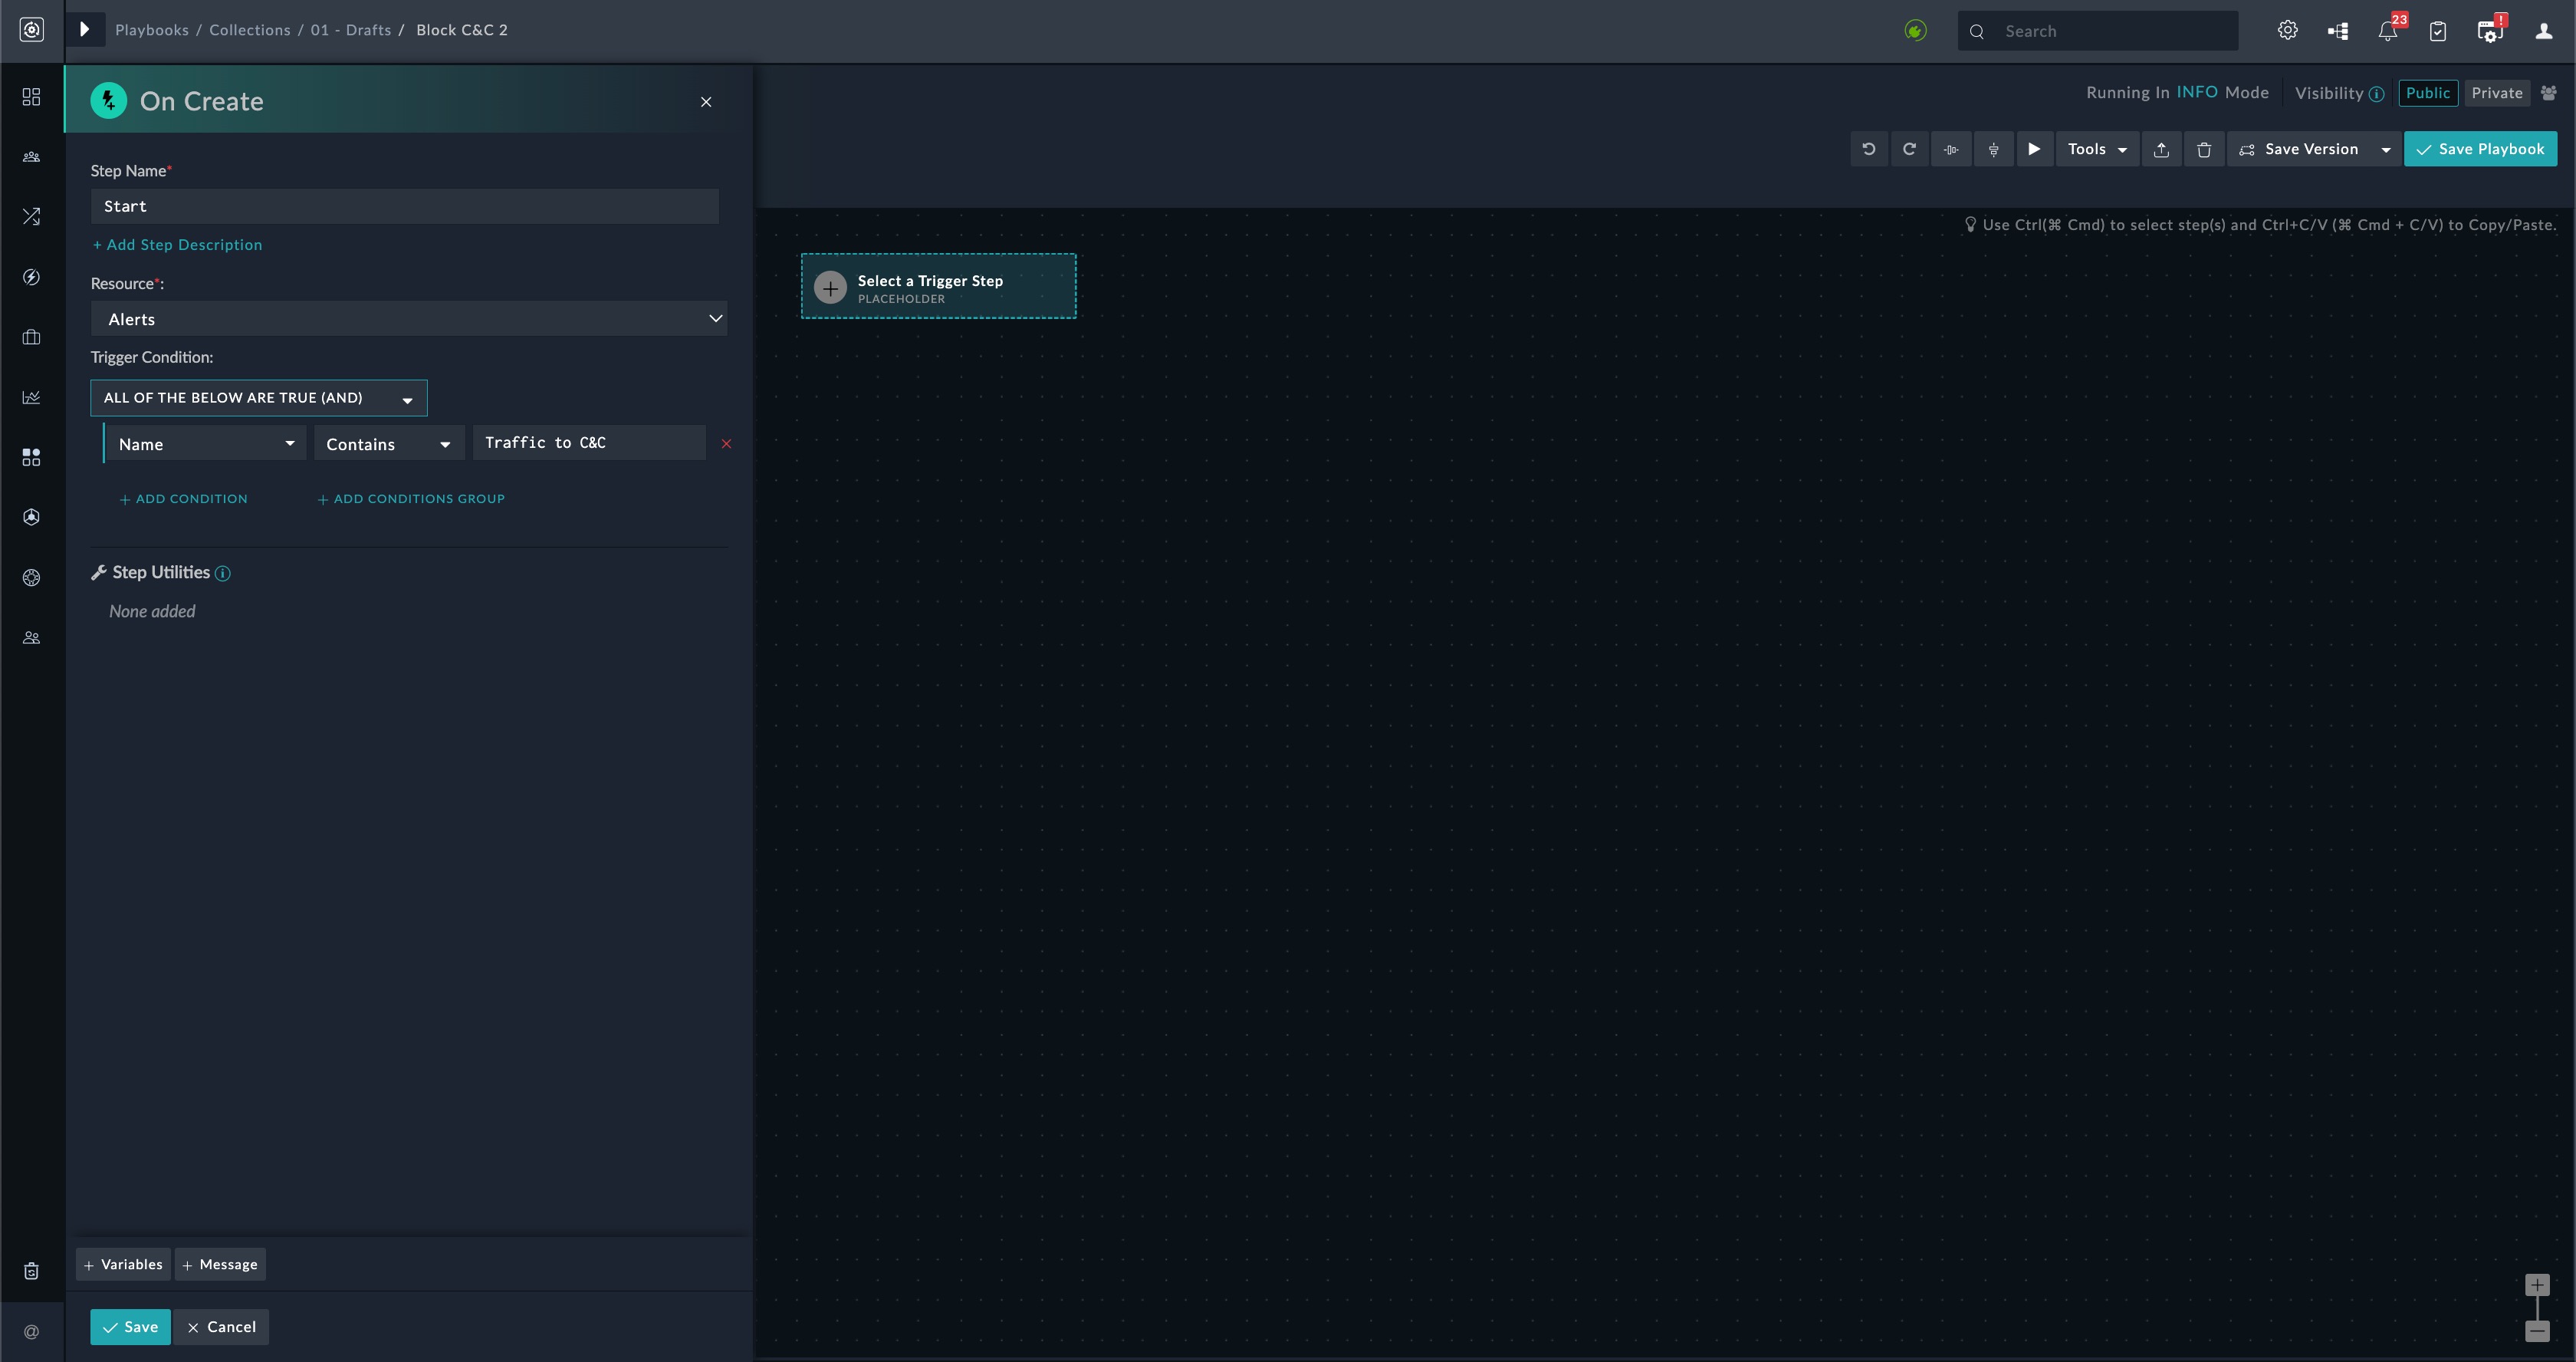 Playbooks / Collections / 01 - Drafts / Block C&C 2
Search
23
!
On Create
Running In INFO Mode
Visibility
Public
Private
Tools
Save Version
Save Playbook
Step Name*
Start
+ Add Step Description
Use Ctrl(⌘ Cmd) to select step(s) and Ctrl+C/V (⌘ Cmd + C/V) to Copy/Paste.
Select a Trigger Step
PLACEHOLDER
Resource*:
Alerts
Trigger Condition:
ALL OF THE BELOW ARE TRUE (AND)
Name
Contains
Traffic to C&C
+ ADD CONDITION
+ ADD CONDITIONS GROUP
Step Utilities
None added
+ Variables
+ Message
Save
Cancel
@